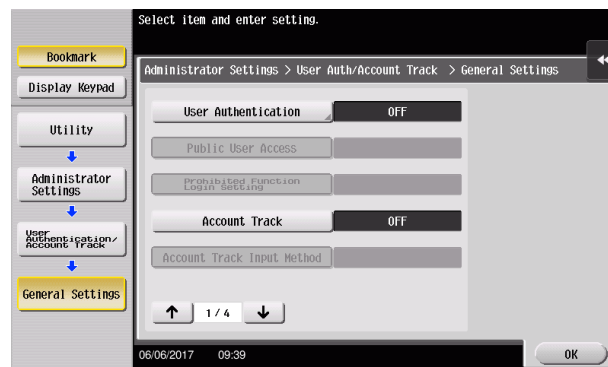 Select item and enter setting.
Bookmark
Display Keypad
Utility
Administrator
Settings
User
Authentication/
Account Track
General Settings
Administrator Settings > User Auth/Account Track > General Settings
User Authentication
OFF
Public User Access
Prohibited Function
Login Setting
Account Track
OFF
Account Track Input Method
1/4
06/06/2017 09:39
OK